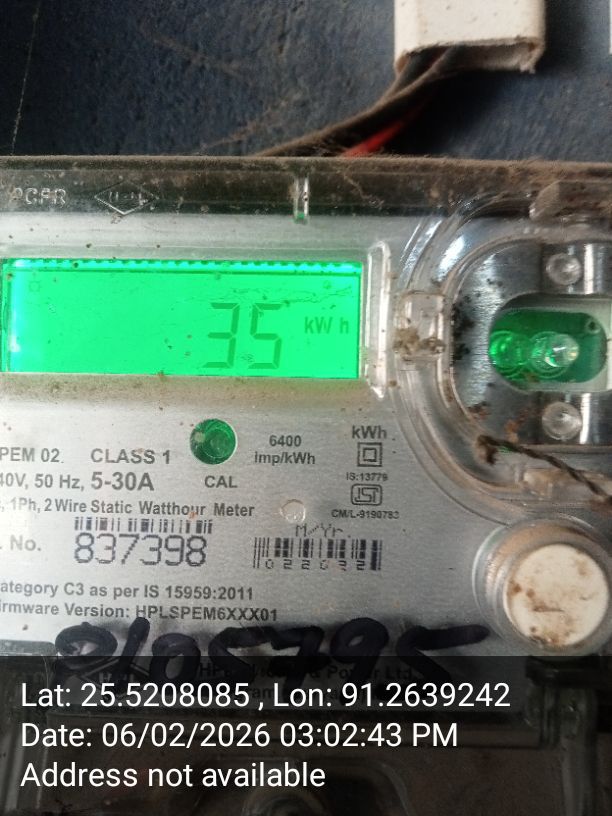 35 kWh
PEM 02 CLASS 1
6400
imp/kWh
kWh
40V, 50 Hz, 5-30A
CAL
IS:13779
ISI
CM/L-9190783
, 1Ph, 2 Wire Static Watthour Meter
M/Yr.
. No. 837398
ategory C3 as per IS 15959:2011
irmware Version: HPLSPEM6XXX01
Lat: 25.5208085 , Lon: 91.2639242
Date: 06/02/2026 03:02:43 PM
Address not available